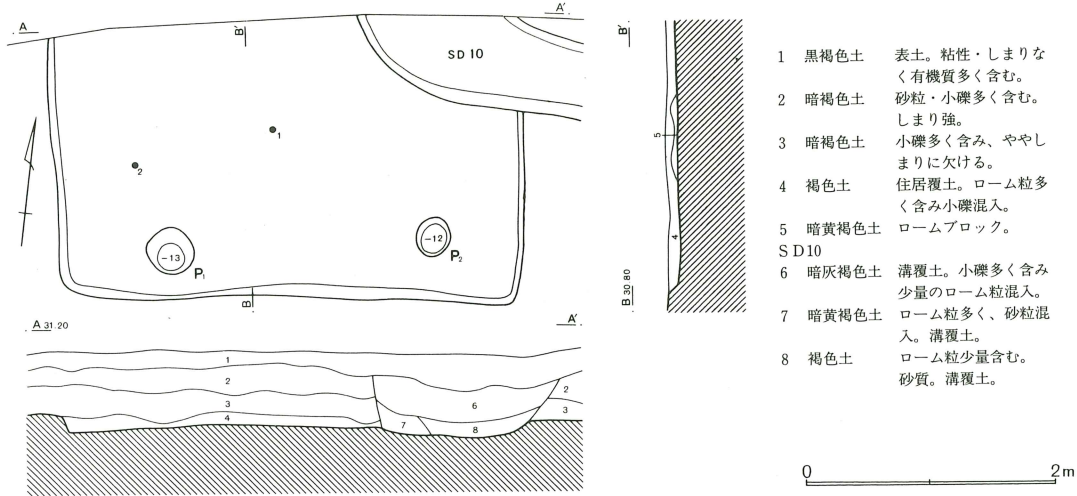 A
A′
B′
SD10
1
2
-13
P1
-12
P2
B
A 31.20
A′
1
2
3
4
6
7
8
2
3
B′
5
4
B 30.80
1 黒褐色土 表土。粘性・しまりな
く有機質多く含む。
2 暗褐色土 砂粒・小礫多く含む。
しまり強。
3 暗褐色土 小礫多く含み、ややし
まりに欠ける。
4 褐色土 住居覆土。ローム粒多
く含み小礫混入。
5 暗黄褐色土 ロームブロック。
SD10
6 暗灰褐色土 溝覆土。小礫多く含み
少量のローム粒混入。
7 暗黄褐色土 ローム粒多く、砂粒混
入。溝覆土。
8 褐色土 ローム粒少量含む。
砂質。溝覆土。
0 2m